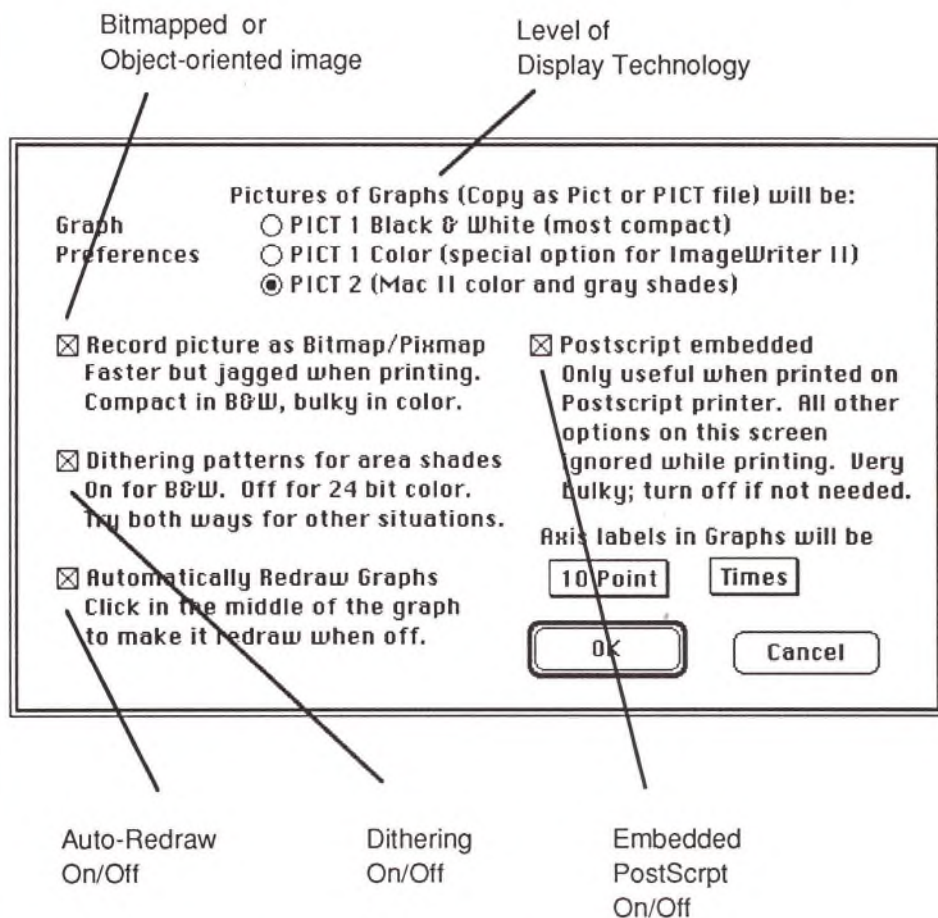 Bitmapped or
Object-oriented image
Level of
Display Technology
Pictures of Graphs (Copy as Pict or PICT file) will be:
Graph
Preferences
PICT 1 Black & White (most compact)
PICT 1 Color (special option for ImageWriter II)
PICT 2 (Mac II color and gray shades)
Record picture as Bitmap/Pixmap
Faster but jagged when printing.
Compact in B&W, bulky in color.
Dithering patterns for area shades
On for B&W. Off for 24 bit color.
Try both ways for other situations.
Automatically Redraw Graphs
Click in the middle of the graph
to make it redraw when off.
Postscript embedded
Only useful when printed on
Postscript printer. All other
options on this screen
ignored while printing. Very
bulky; turn off if not needed.
Axis labels in Graphs will be
10 Point
Times
OK
Cancel
Auto-Redraw
On/Off
Dithering
On/Off
Embedded
PostScrpt
On/Off